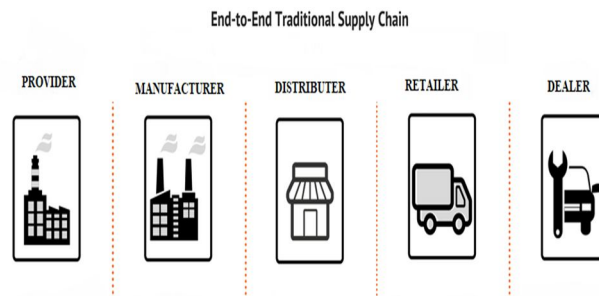 End-to-End Traditional Supply Chain
PROVIDER
MANUFACTURER
DISTRIBUTER
RETAILER
DEALER